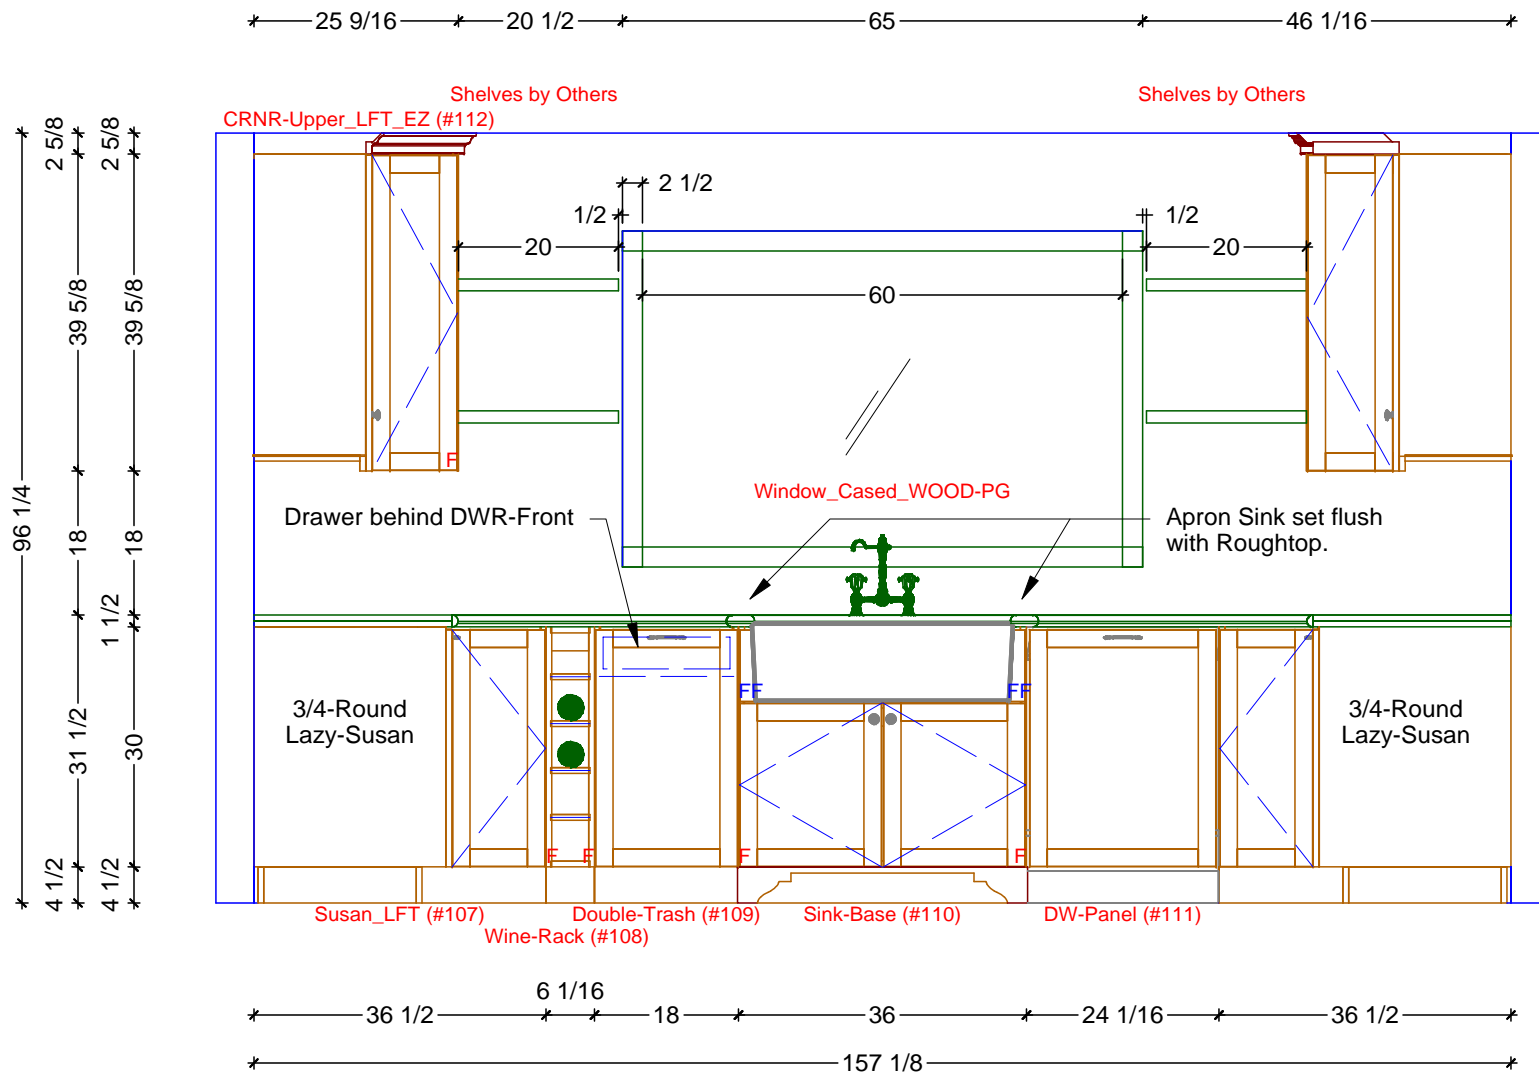 25 9/16 20 1/2 65 46 1/16
Shelves by Others Shelves by Others
CRNR-Upper_LFT_EZ (#112)
2 5/8 2 5/8
2 1/2
1/2 1/2
20 20
60
39 5/8 39 5/8
F
Window_Cased_WOOD-PG
Drawer behind DWR-Front
Apron Sink set flush
with Roughtop.
96 1/4 18 18
1 1/2
FF FF
3/4-Round
Lazy-Susan
3/4-Round
Lazy-Susan
31 1/2 30
F F F F
4 1/2 4 1/2
Susan_LFT (#107) Double-Trash (#109) Sink-Base (#110) DW-Panel (#111)
Wine-Rack (#108)
6 1/16
36 1/2 18 36 24 1/16 36 1/2
157 1/8